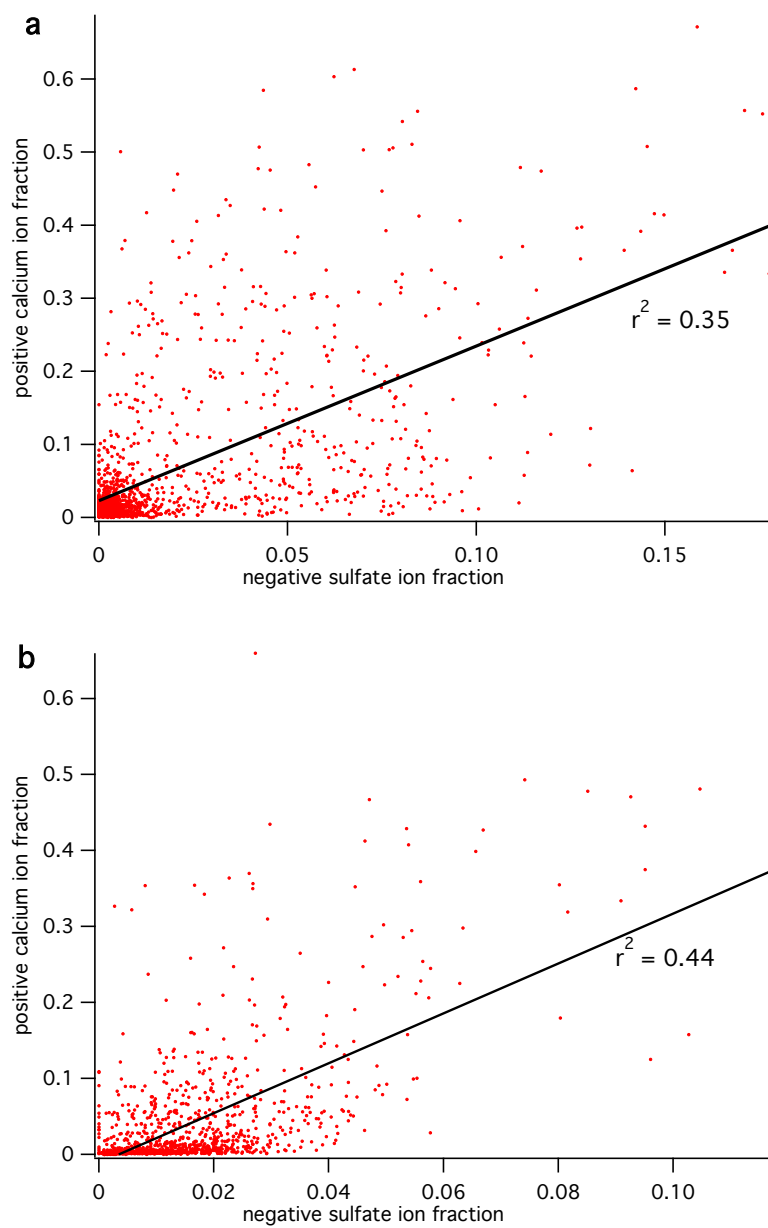 a
0.6
0.5
0.4
0.3
0.2
0.1
0
positive calcium ion fraction
r2 = 0.35
0 0.05 0.10 0.15
negative sulfate ion fraction
b
0.6
0.5
0.4
0.3
0.2
0.1
0
positive calcium ion fraction
r2 = 0.44
0 0.02 0.04 0.06 0.08 0.10
negative sulfate ion fraction